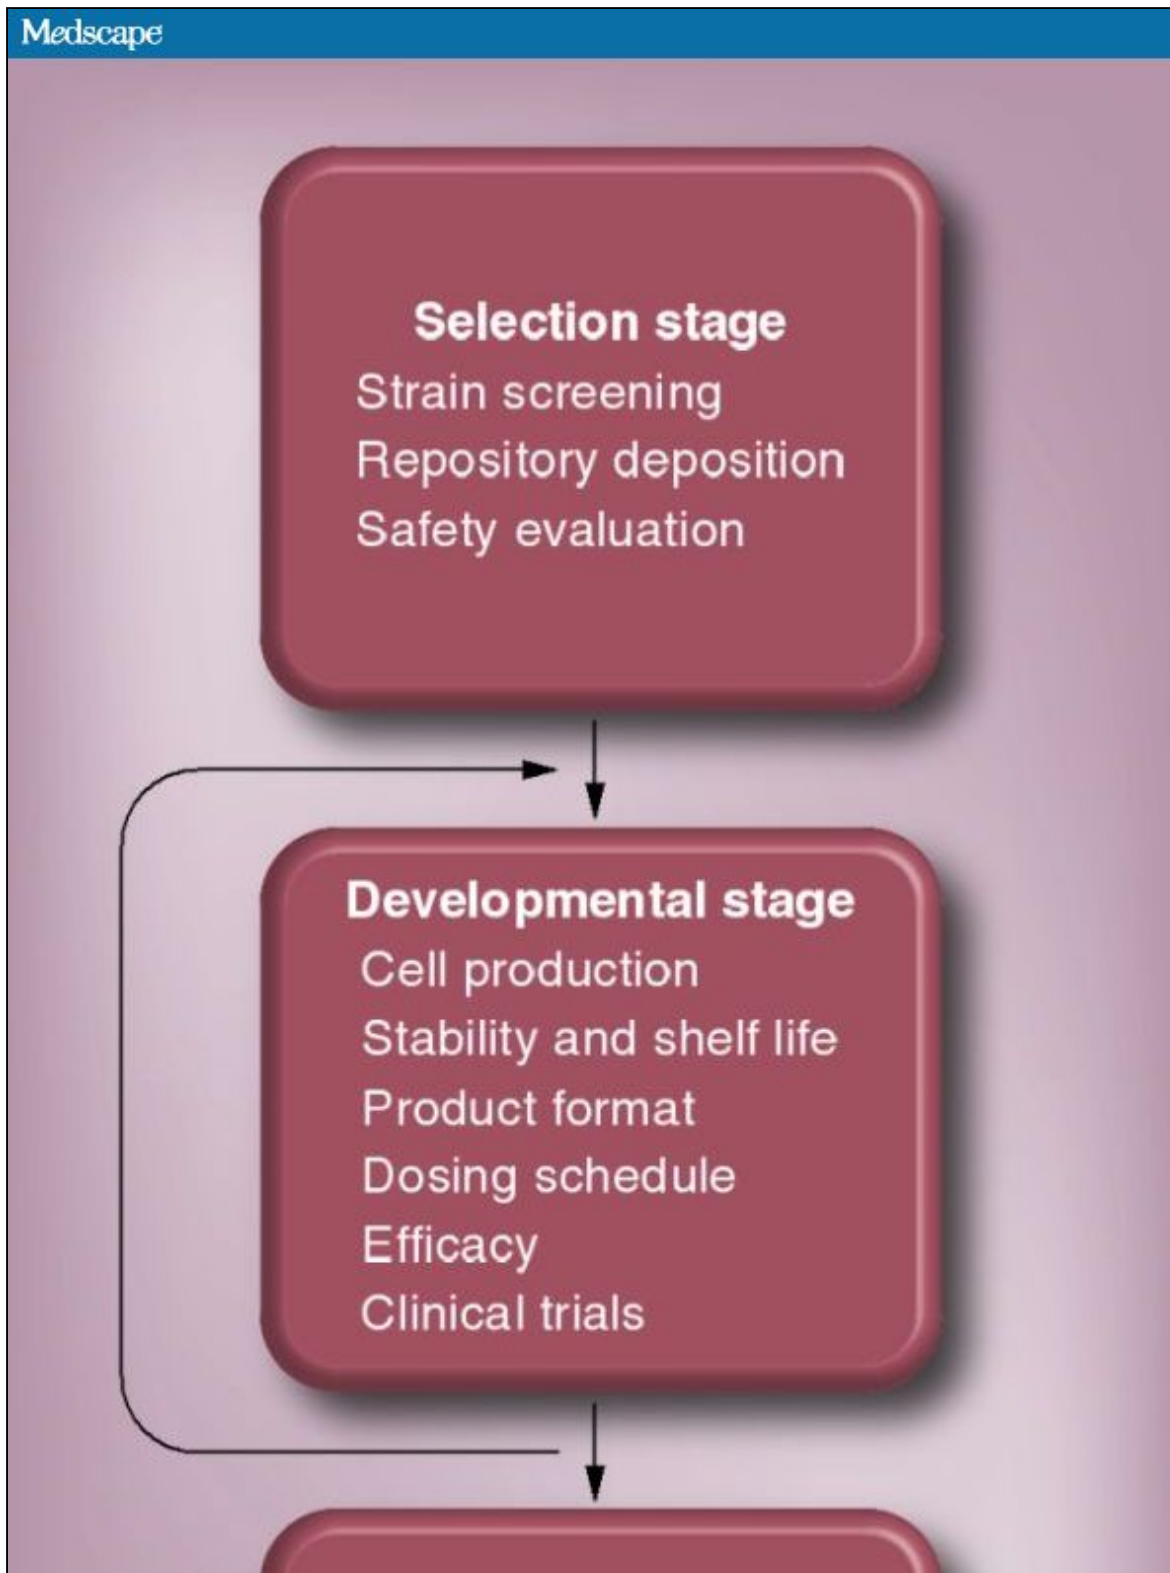 Medscape
Selection stage
Strain screening
Repository deposition
Safety evaluation
Developmental stage
Cell production
Stability and shelf life
Product format
Dosing schedule
Efficacy
Clinical trials